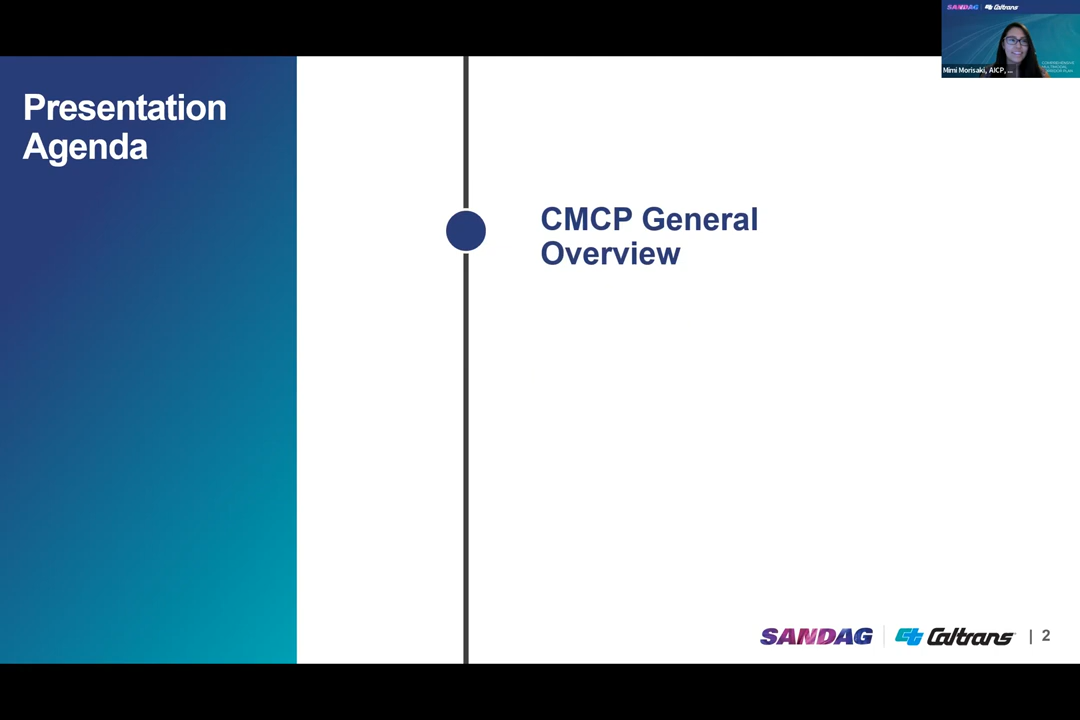 SANDAG Caltrans
Mimi Morisaki, AICP, ...
Presentation
Agenda
CMCP General
Overview
SANDAG Caltrans | 2